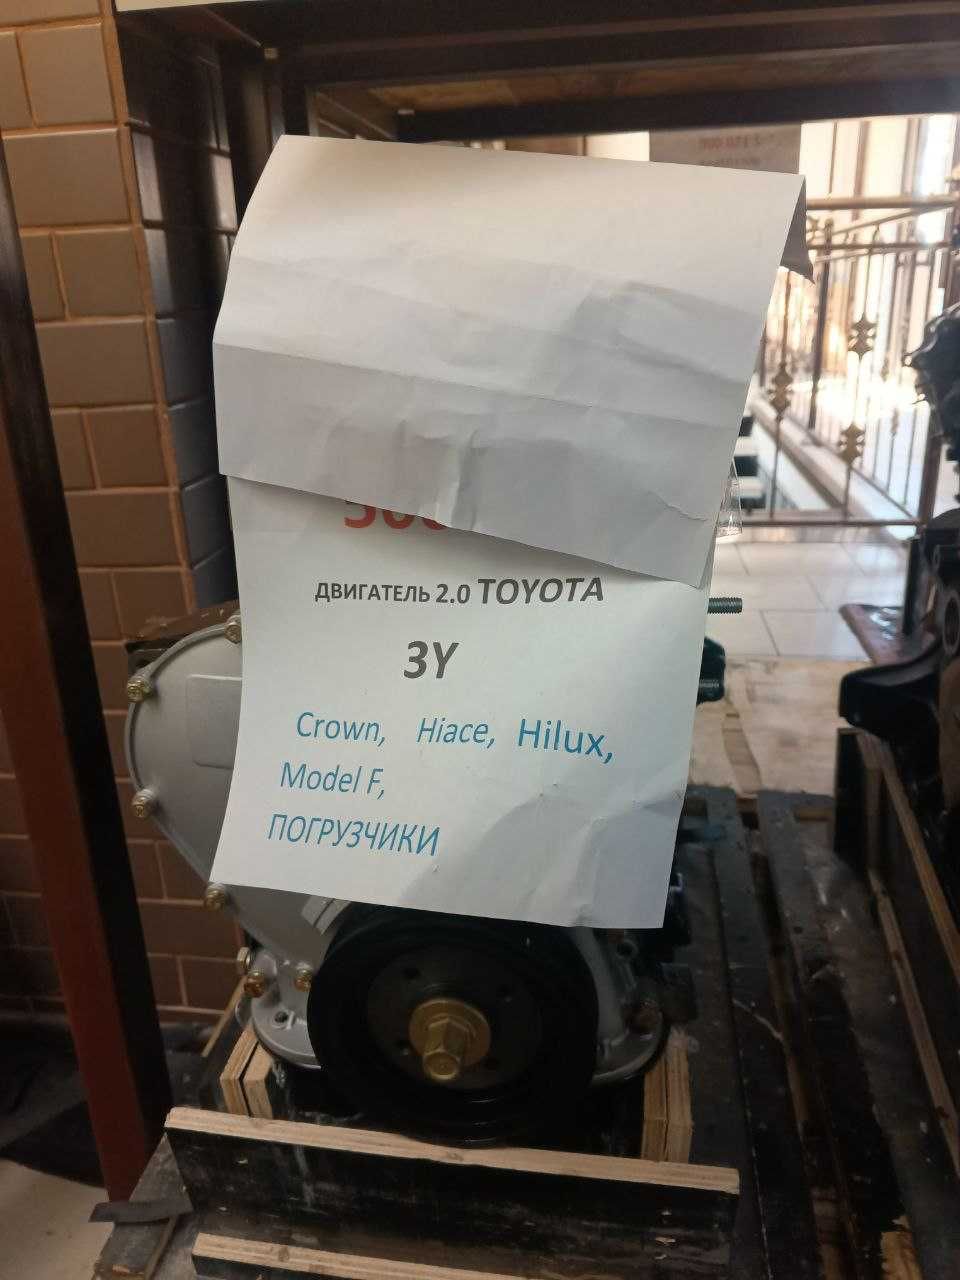 ДВИГАТЕЛЬ 2.0 TOYOTA
3Y
Crown, Hiace, Hilux,
Model F,
ПОГРУЗЧИКИ